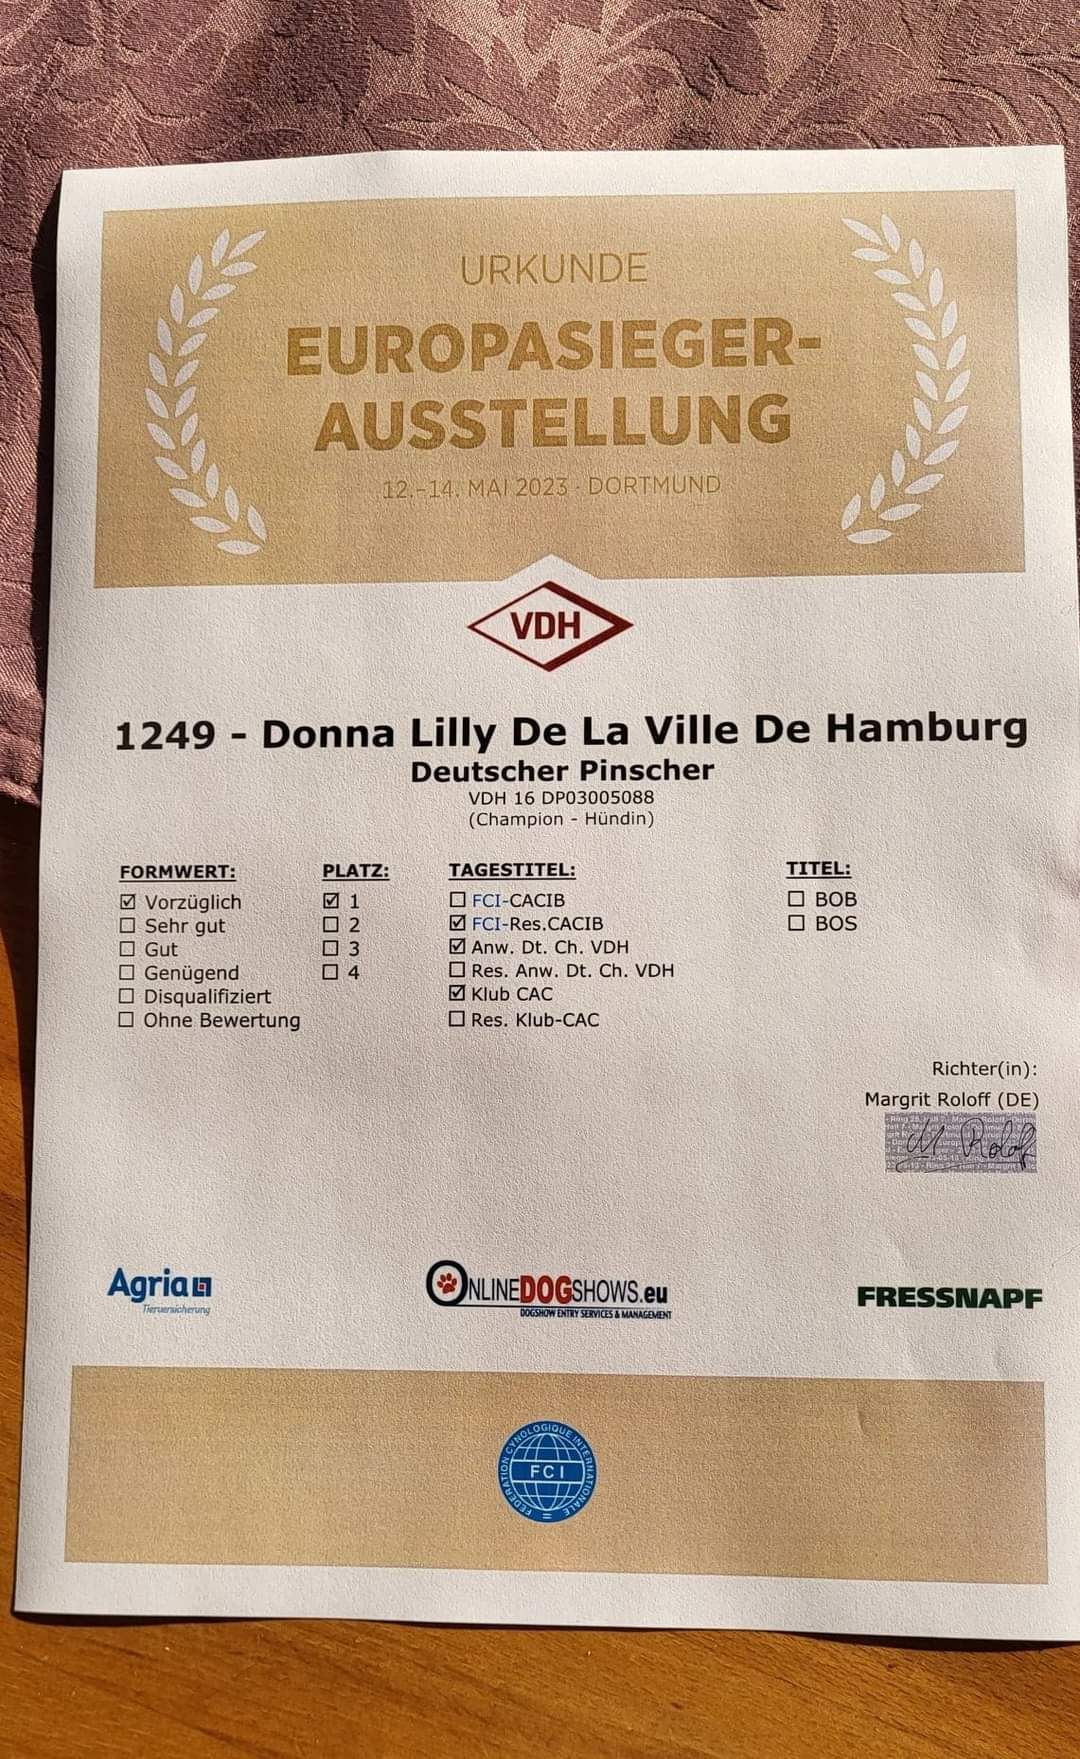 URKUNDE
EUROPASIEGER-
AUSSTELLUNG
12.-14. MAI 2023 · DORTMUND
VDH
1249 - Donna Lilly De La Ville De Hamburg
Deutscher Pinscher
VDH 16 DP03005088
(Champion - Hündin)
FORMWERT: PLATZ: TAGESTITEL: TITEL:
☑ Vorzüglich ☑ 1 ☐ FCI-CACIB ☐ BOB
☐ Sehr gut ☐ 2 ☑ FCI-Res.CACIB ☐ BOS
☐ Gut ☐ 3 ☑ Anw. Dt. Ch. VDH
☐ Genügend ☐ 4 ☐ Res. Anw. Dt. Ch. VDH
☐ Disqualifiziert ☑ Klub CAC
☐ Ohne Bewertung ☐ Res. Klub-CAC
Richter(in):
Margrit Roloff (DE)
M Roloff
Agria
Tierversicherung
ONLINEDOGSHOWS.eu
DOGSHOW ENTRY SERVICES & MANAGEMENT
FRESSNAPF
FEDERATION CYNOLOGIQUE INTERNATIONALE
FCI